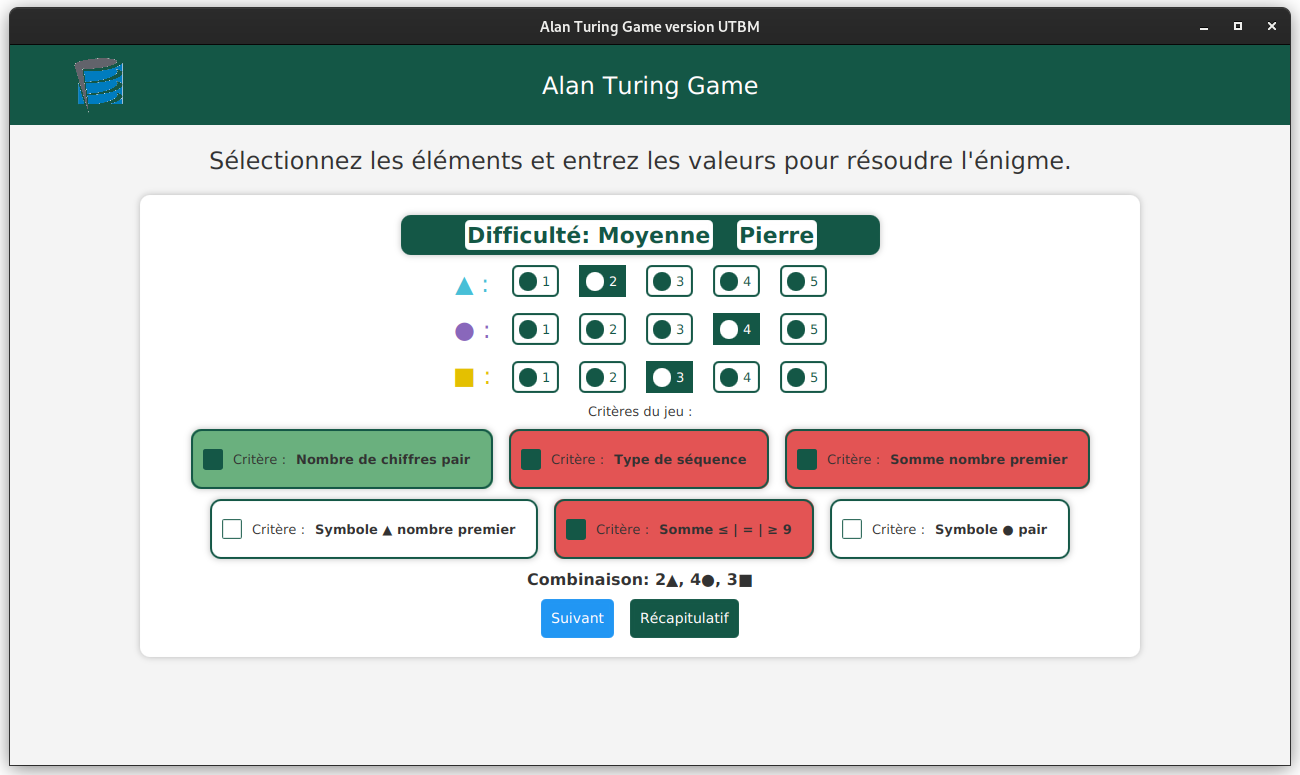 Alan Turing Game version UTBM
Alan Turing Game
Sélectionnez les éléments et entrez les valeurs pour résoudre l'énigme.
Difficulté: Moyenne Pierre
▲ : 1 2 3 4 5
● : 1 2 3 4 5
■ : 1 2 3 4 5
Critères du jeu :
Critère : Nombre de chiffres pair Critère : Type de séquence Critère : Somme nombre premier
Critère : Symbole ▲ nombre premier Critère : Somme ≤ | = | ≥ 9 Critère : Symbole ● pair
Combinaison: 2▲, 4●, 3■
Suivant Récapitulatif